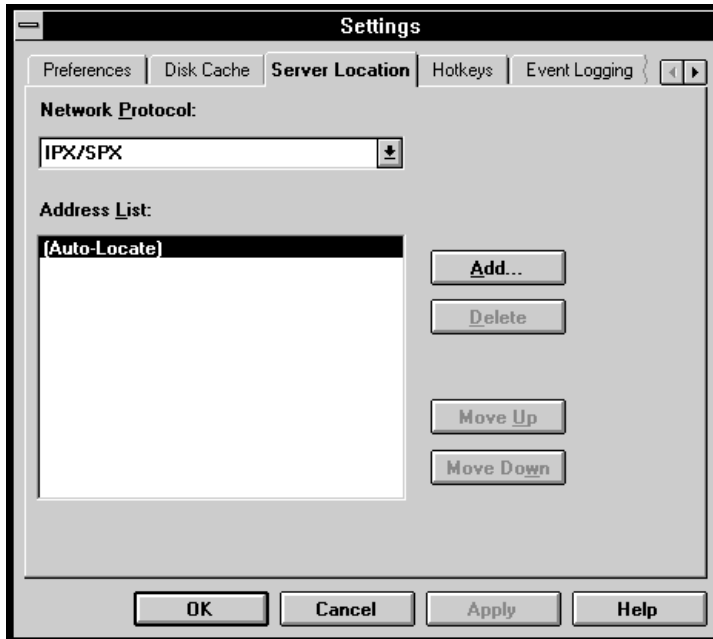 Settings
Preferences Disk Cache Server Location Hotkeys Event Logging
Network Protocol:
IPX/SPX
Address List:
(Auto-Locate)
Add...
Delete
Move Up
Move Down
OK Cancel Apply Help